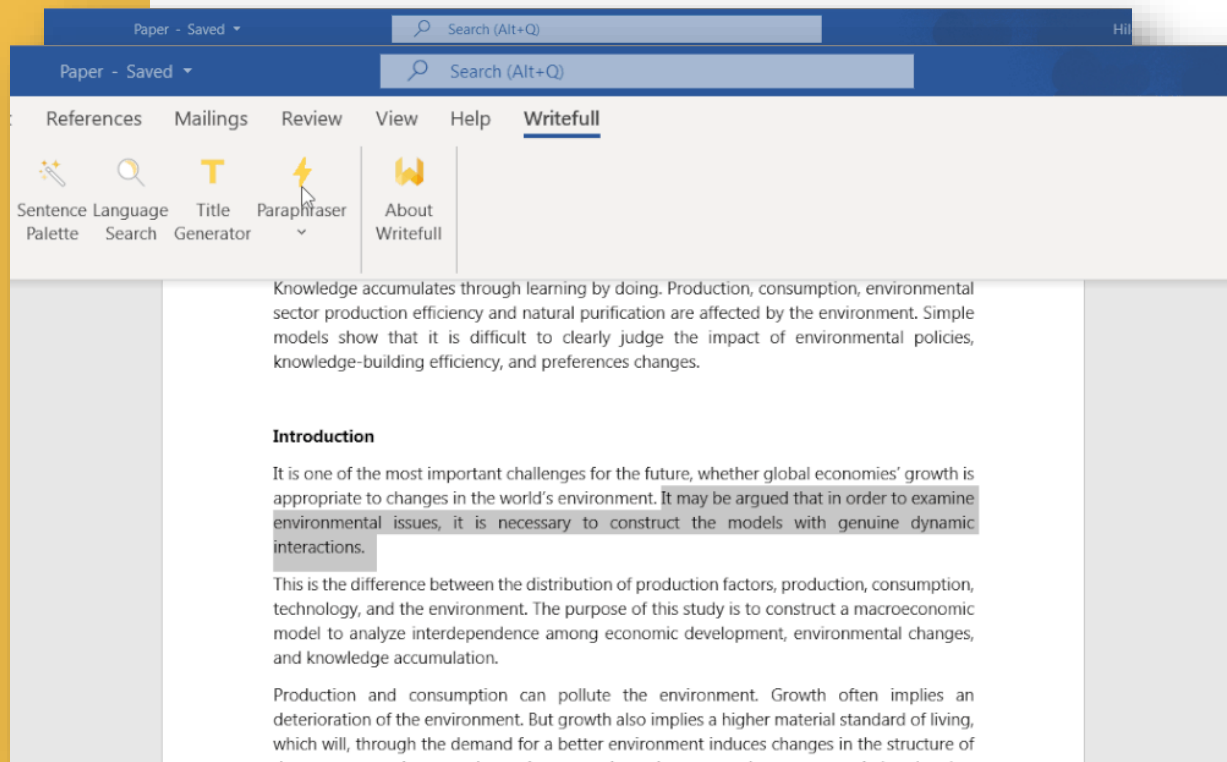 Paper - Saved
Search (Alt+Q)
Paper - Saved
Search (Alt+Q)
References Mailings Review View Help Writefull
Sentence Language Title Paraphraser About
Palette Search Generator Writefull
Knowledge accumulates through learning by doing. Production, consumption, environmental
sector production efficiency and natural purification are affected by the environment. Simple
models show that it is difficult to clearly judge the impact of environmental policies,
knowledge-building efficiency, and preferences changes.
Introduction
It is one of the most important challenges for the future, whether global economies' growth is
appropriate to changes in the world's environment. It may be argued that in order to examine
environmental issues, it is necessary to construct the models with genuine dynamic
interactions.
This is the difference between the distribution of production factors, production, consumption,
technology, and the environment. The purpose of this study is to construct a macroeconomic
model to analyze interdependence among economic development, environmental changes,
and knowledge accumulation.
Production and consumption can pollute the environment. Growth often implies an
deterioration of the environment. But growth also implies a higher material standard of living,
which will, through the demand for a better environment induces changes in the structure of